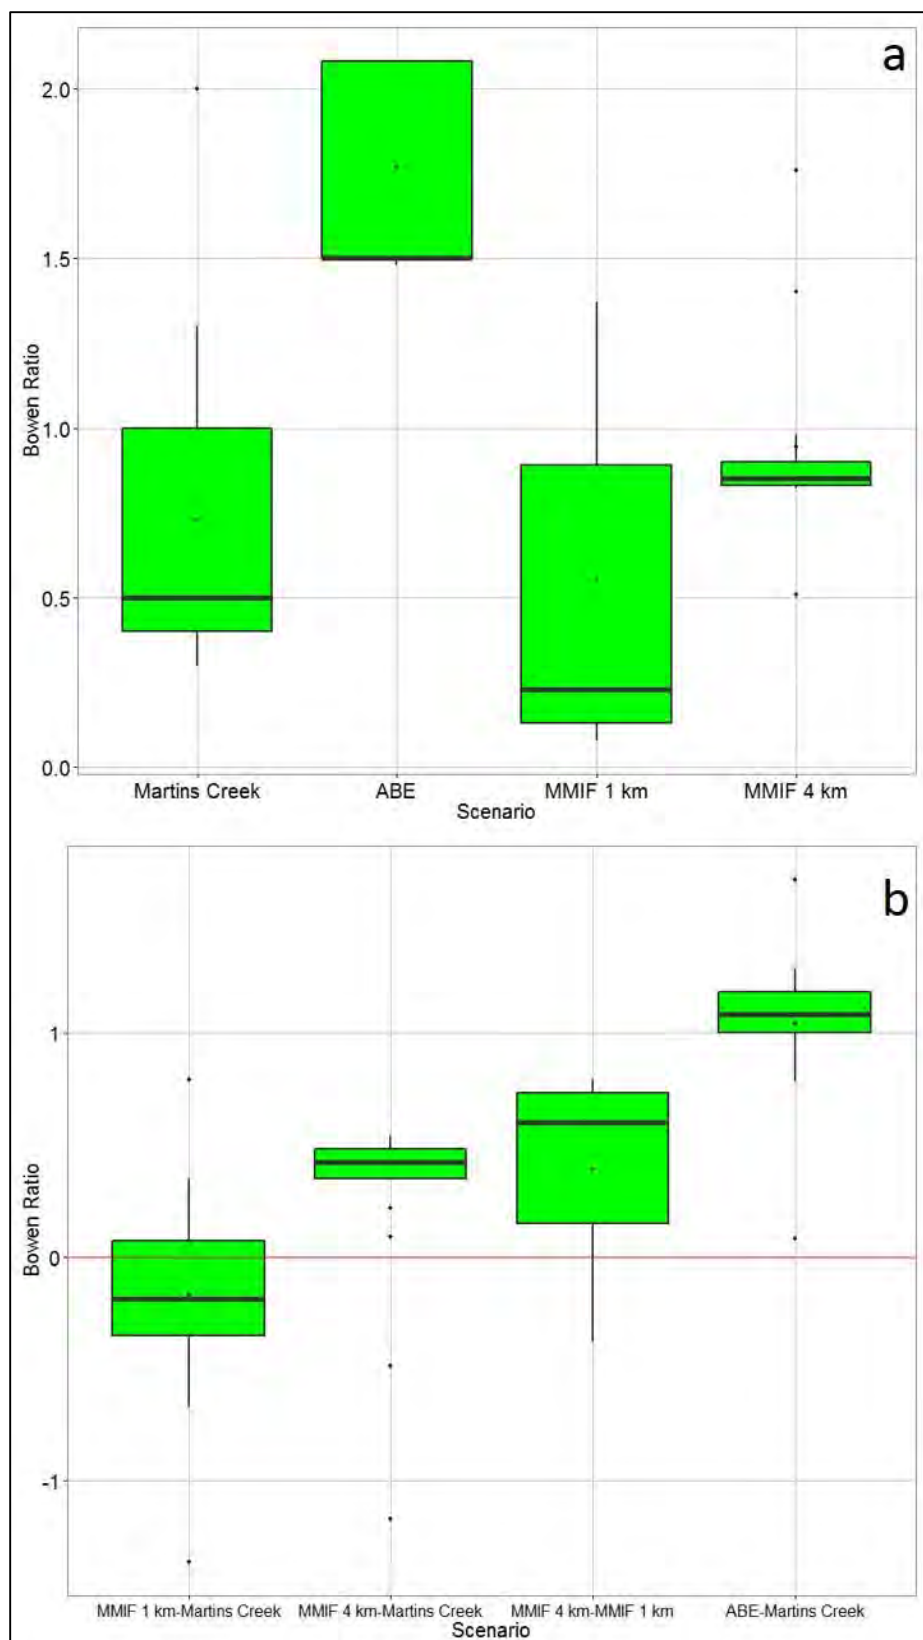 a
2.0
1.5
1.0
0.5
0.0
Bowen Ratio
Martins Creek ABE MMIF 1 km MMIF 4 km
Scenario
b
1
0
-1
Bowen Ratio
MMIF 1 km-Martins Creek MMIF 4 km-Martins Creek MMIF 4 km-MMIF 1 km ABE-Martins Creek
Scenario